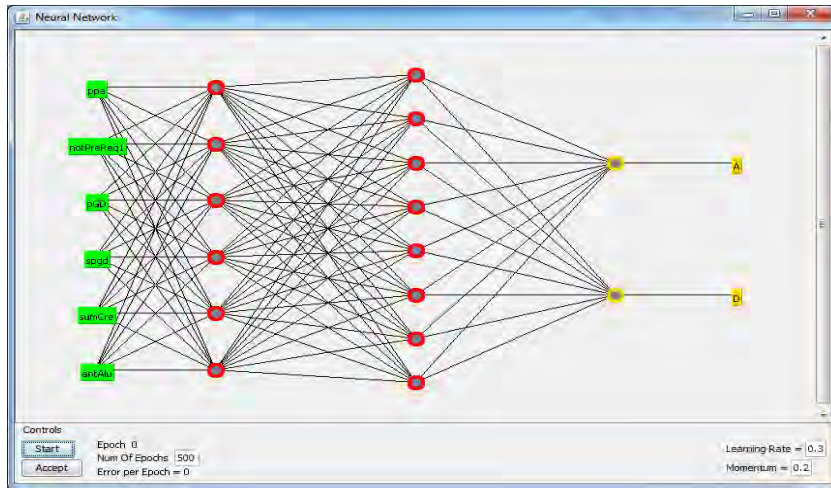 Neural Network
ppa
notPreReq1
pGD
spgd
sumCre
antAlu
A
D
Controls
Start
Accept
Epoch 0
Num Of Epochs 500
Error per Epoch = 0
Learning Rate = 0.3
Momentum = 0.2